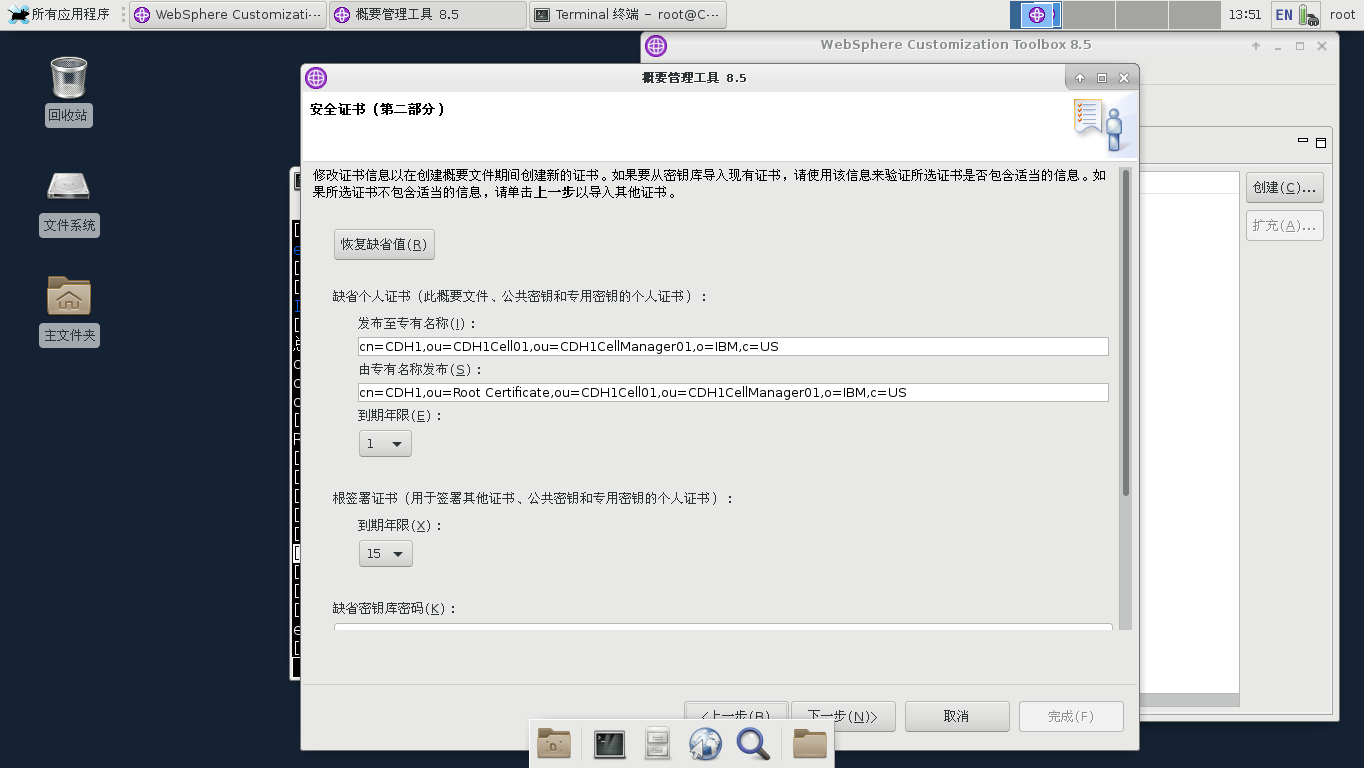 所有应用程序
WebSphere Customizati...
概要管理工具 8.5
Terminal 终端 - root@C...
13:51
EN
root
WebSphere Customization Toolbox 8.5
回收站
文件系统
主文件夹
概要管理工具 8.5
安全证书（第二部分）
修改证书信息以在创建概要文件期间创建新的证书。如果要从密钥库导入现有证书，请使用该信息来验证所选证书是否包含适当的信息。如
果所选证书不包含适当的信息，请单击上一步以导入其他证书。
恢复缺省值(R)
缺省个人证书（此概要文件、公共密钥和专用密钥的个人证书）：
发布至专有名称(I)：
cn=CDH1,ou=CDH1Cell01,ou=CDH1CellManager01,o=IBM,c=US
由专有名称发布(S)：
cn=CDH1,ou=Root Certificate,ou=CDH1Cell01,ou=CDH1CellManager01,o=IBM,c=US
到期年限(E)：
1
根签署证书（用于签署其他证书、公共密钥和专用密钥的个人证书）：
到期年限(X)：
15
缺省密钥库密码(K)：
<上一步(B)
下一步(N)>
取消
完成(F)
创建(C)...
扩充(A)...